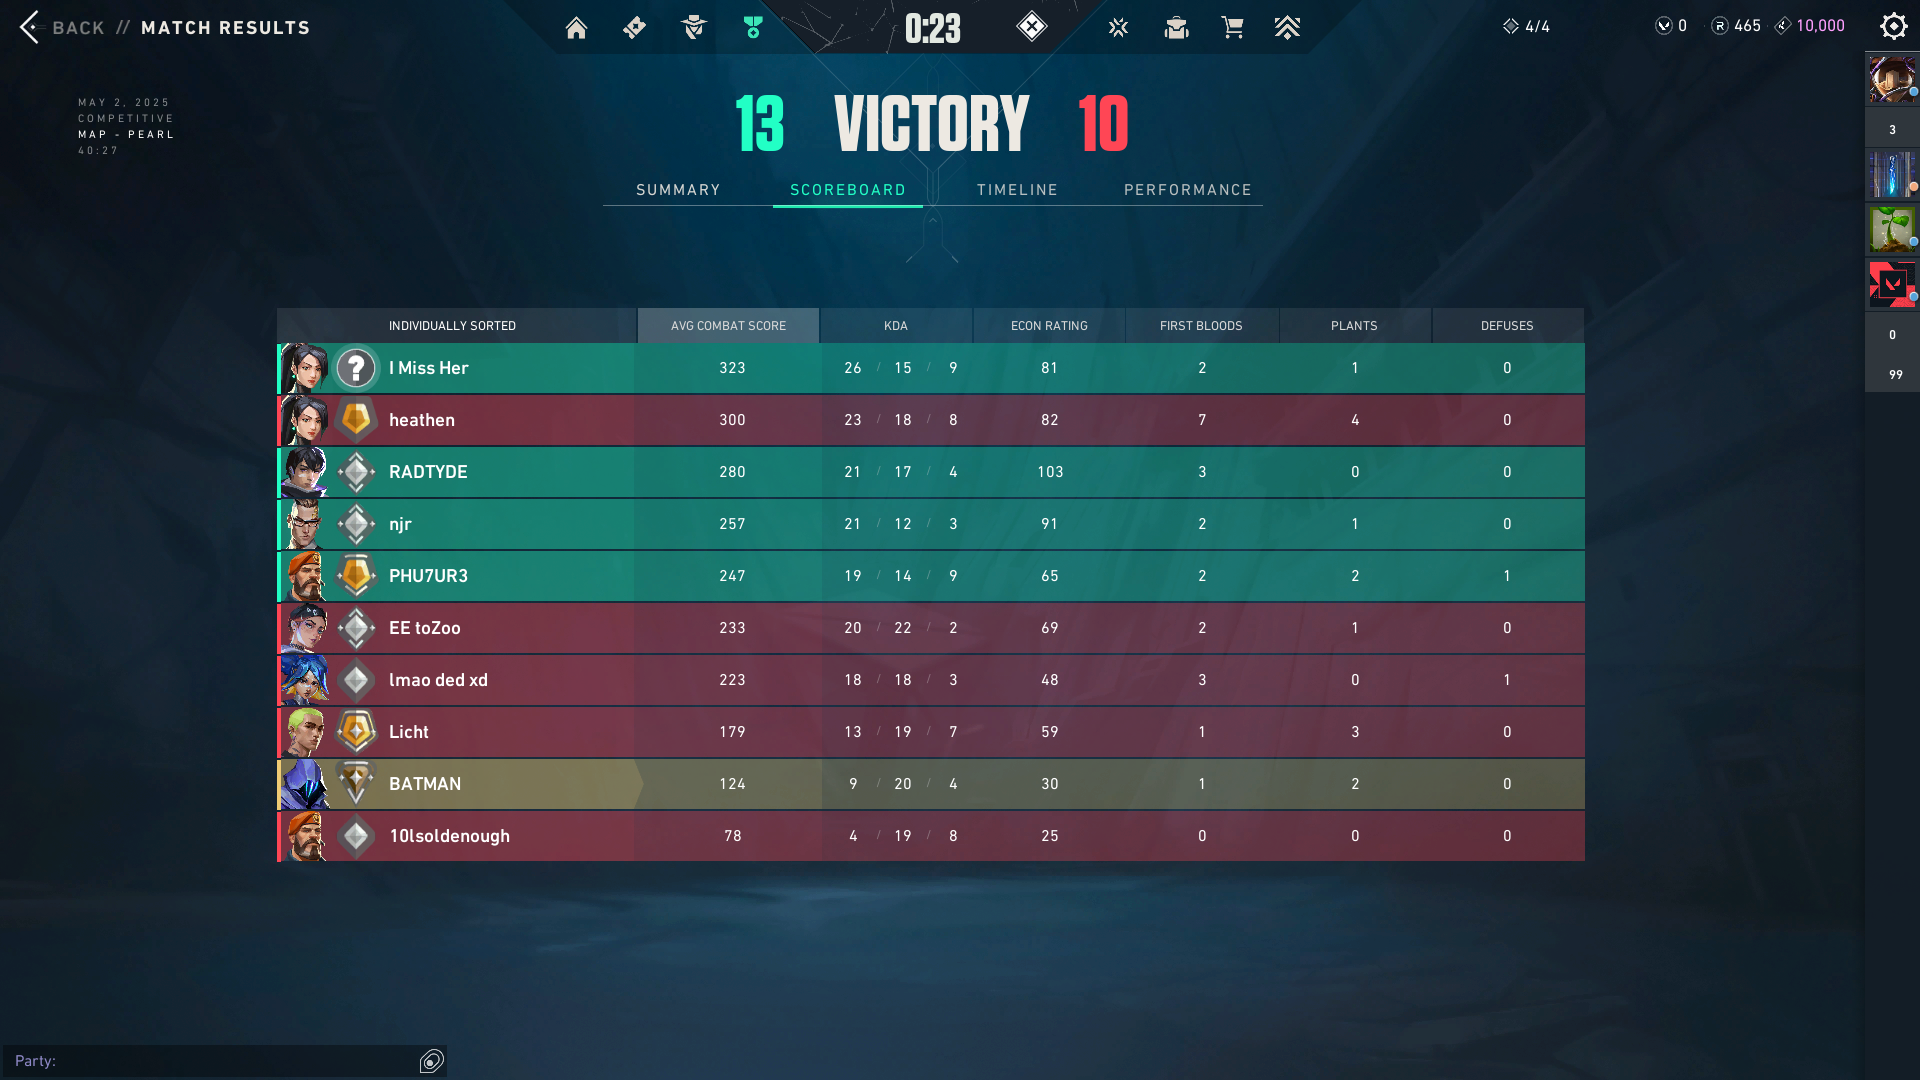 BACK // MATCH RESULTS
0:23
4/4
0
465
10,000
MAY 2, 2025
COMPETITIVE
MAP - PEARL
40:27
13 VICTORY 10
SUMMARY SCOREBOARD TIMELINE PERFORMANCE
INDIVIDUALLY SORTED AVG COMBAT SCORE KDA ECON RATING FIRST BLOODS PLANTS DEFUSES
? I Miss Her 323 26 / 15 / 9 81 2 1 0
heathen 300 23 / 18 / 8 82 7 4 0
RADTYDE 280 21 / 17 / 4 103 3 0 0
njr 257 21 / 12 / 3 91 2 1 0
PHU7UR3 247 19 / 14 / 9 65 2 2 1
EE toZoo 233 20 / 22 / 2 69 2 1 0
lmao ded xd 223 18 / 18 / 3 48 3 0 1
Licht 179 13 / 19 / 7 59 1 3 0
BATMAN 124 9 / 20 / 4 30 1 2 0
10lsoldenough 78 4 / 19 / 8 25 0 0 0
3
0
99
Party: